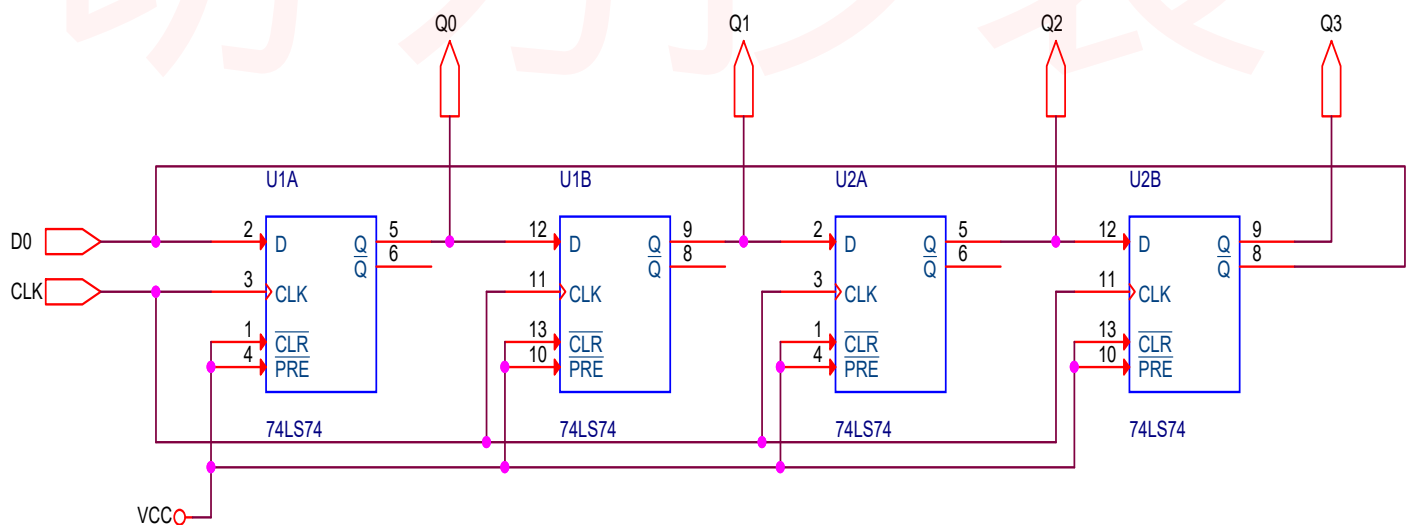 Q0 Q1 Q2 Q3
U1A U1B U2A U2B
D0 2 D Q 5 12 D Q 9 2 D Q 5 12 D Q 9
Q 6 Q 8 Q 6 Q 8
CLK 3 CLK 11 CLK 3 CLK 11 CLK
1 CLR 13 CLR 1 CLR 13 CLR
4 PRE 10 PRE 4 PRE 10 PRE
74LS74 74LS74 74LS74 74LS74
VCC